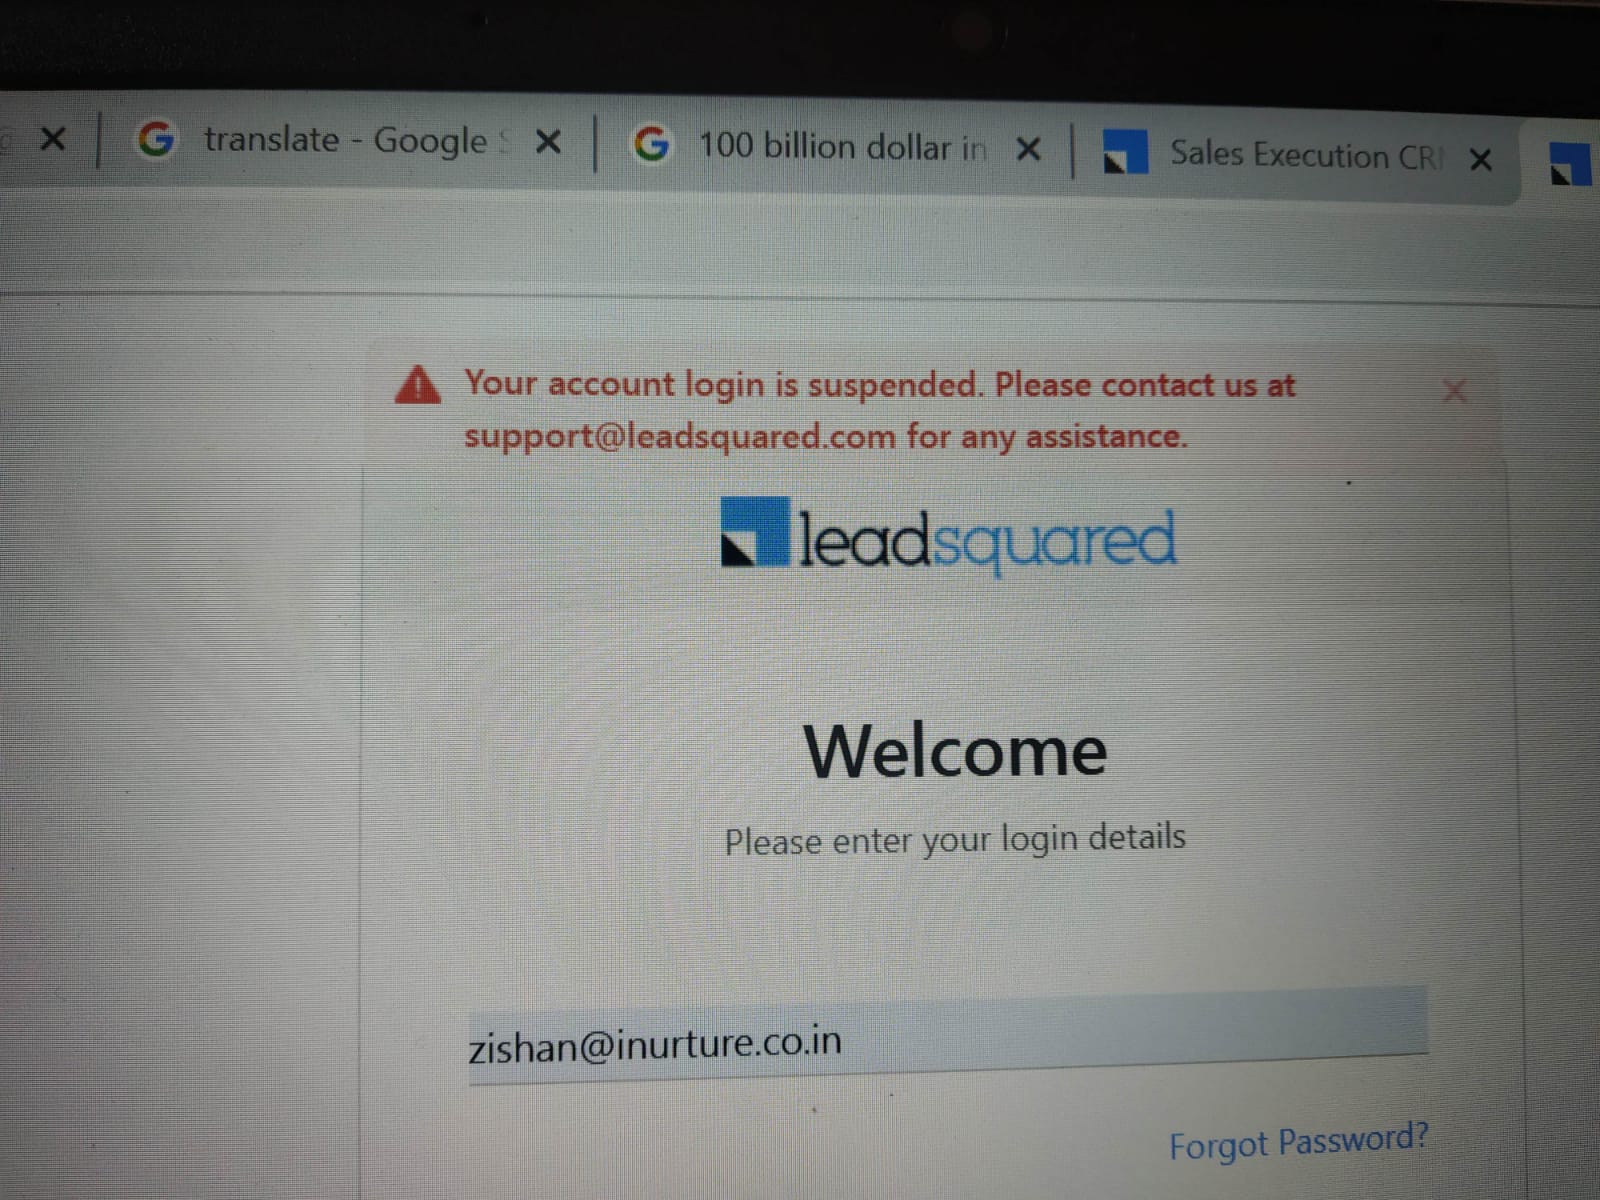 translate - Google
100 billion dollar in
Sales Execution CR
Your account login is suspended. Please contact us at
support@leadsquared.com for any assistance.
leadsquared
Welcome
Please enter your login details
zishan@inurture.co.in
Forgot Password?